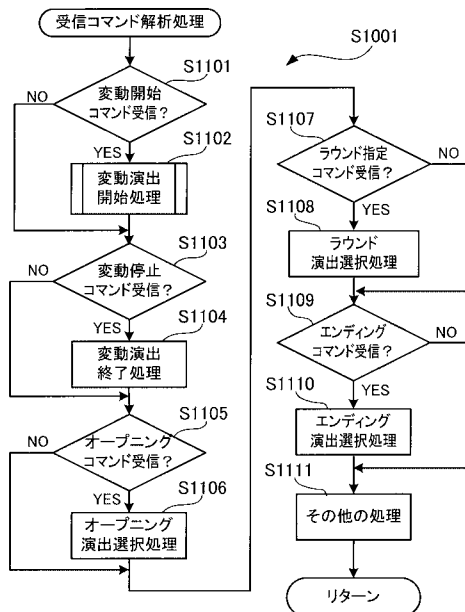 受信コマンド解析処理
S1001
S1101
変動開始
コマンド受信？
NO
YES
S1102
変動演出
開始処理
S1103
変動停止
コマンド受信？
NO
YES
S1104
変動演出
終了処理
S1105
オープニング
コマンド受信？
NO
YES
S1106
オープニング
演出選択処理
S1107
ラウンド指定
コマンド受信？
NO
YES
S1108
ラウンド
演出選択処理
S1109
エンディング
コマンド受信？
NO
YES
S1110
エンディング
演出選択処理
S1111
その他の処理
リターン